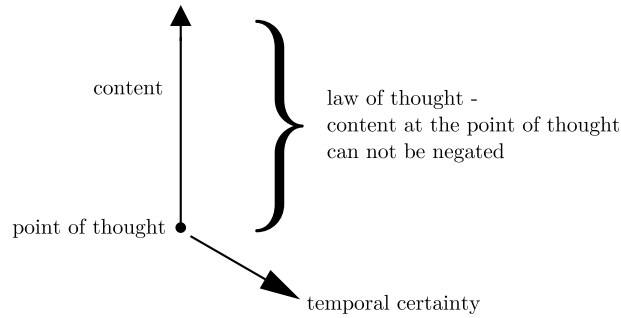 content
law of thought -
content at the point of thought
can not be negated
point of thought
temporal certainty